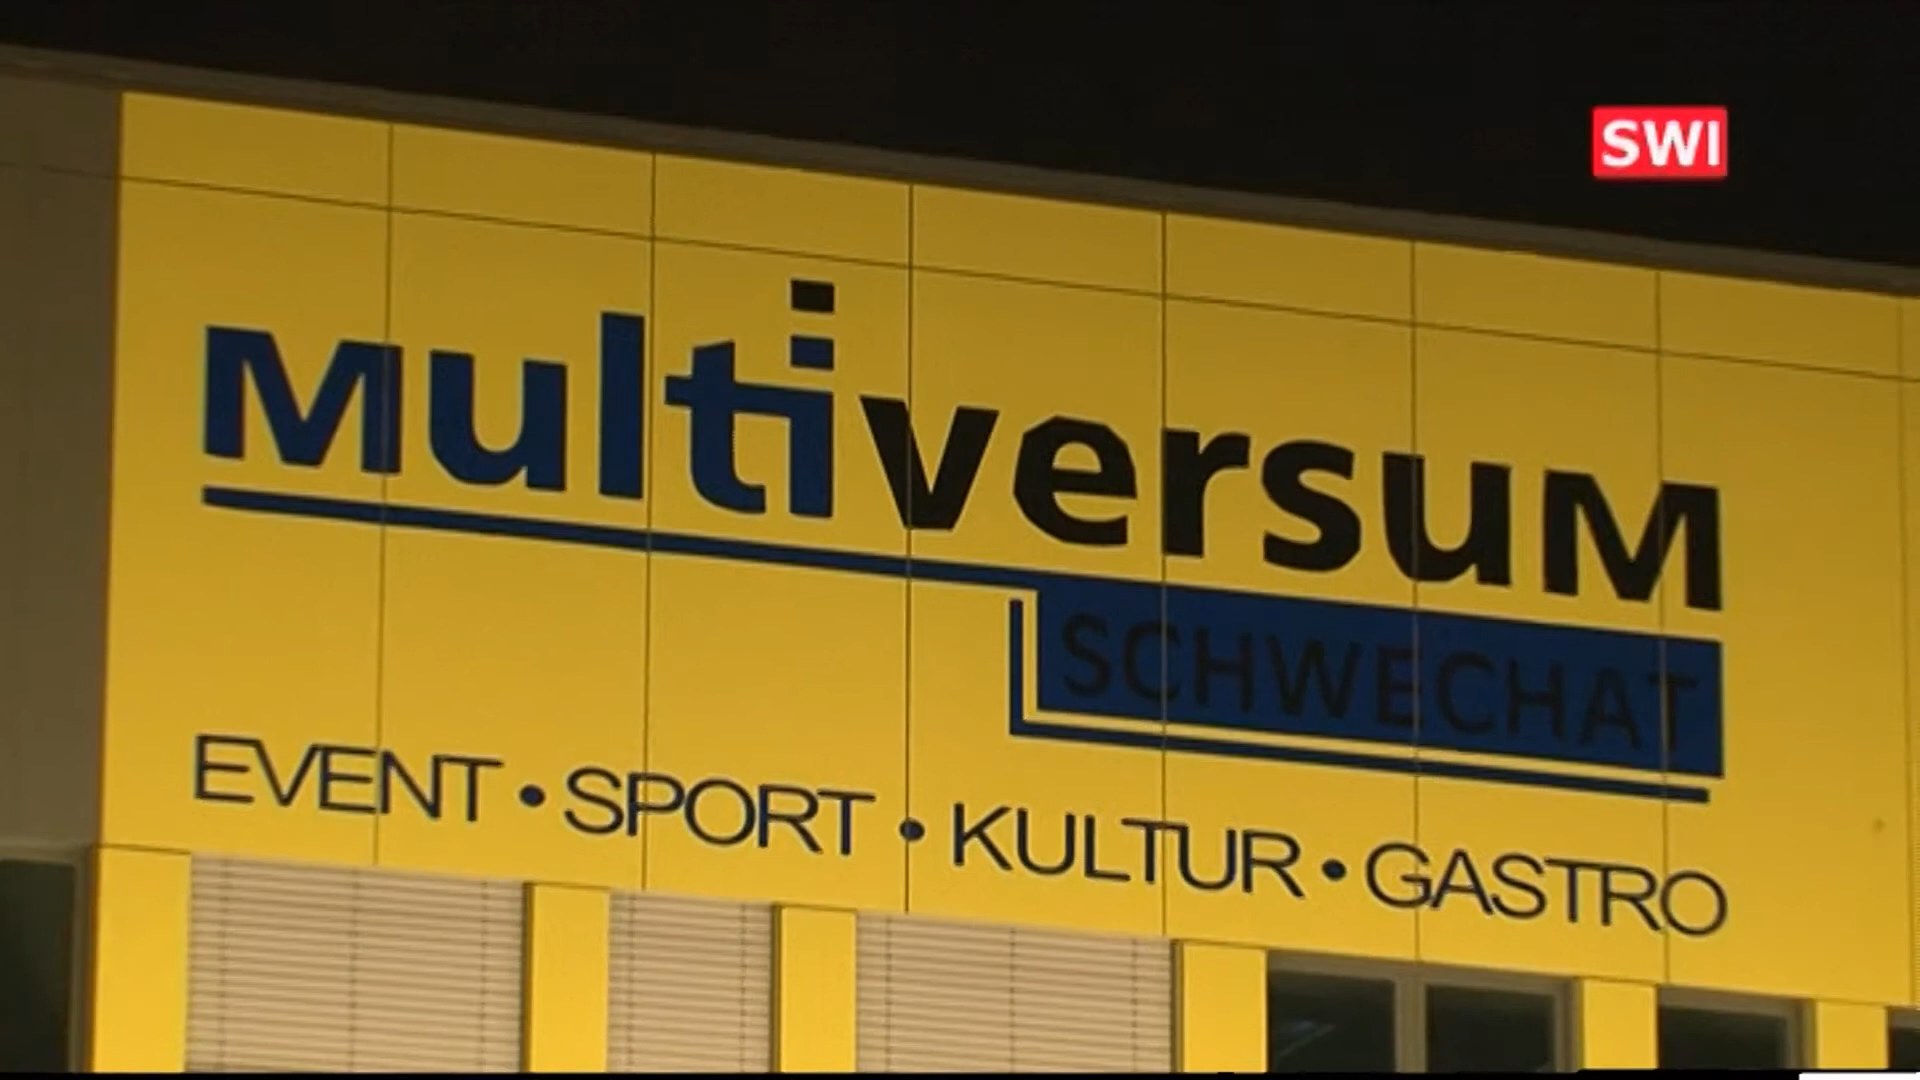 SWI
MultiversuM
SCHWECHAT
EVENT • SPORT • KULTUR • GASTRO